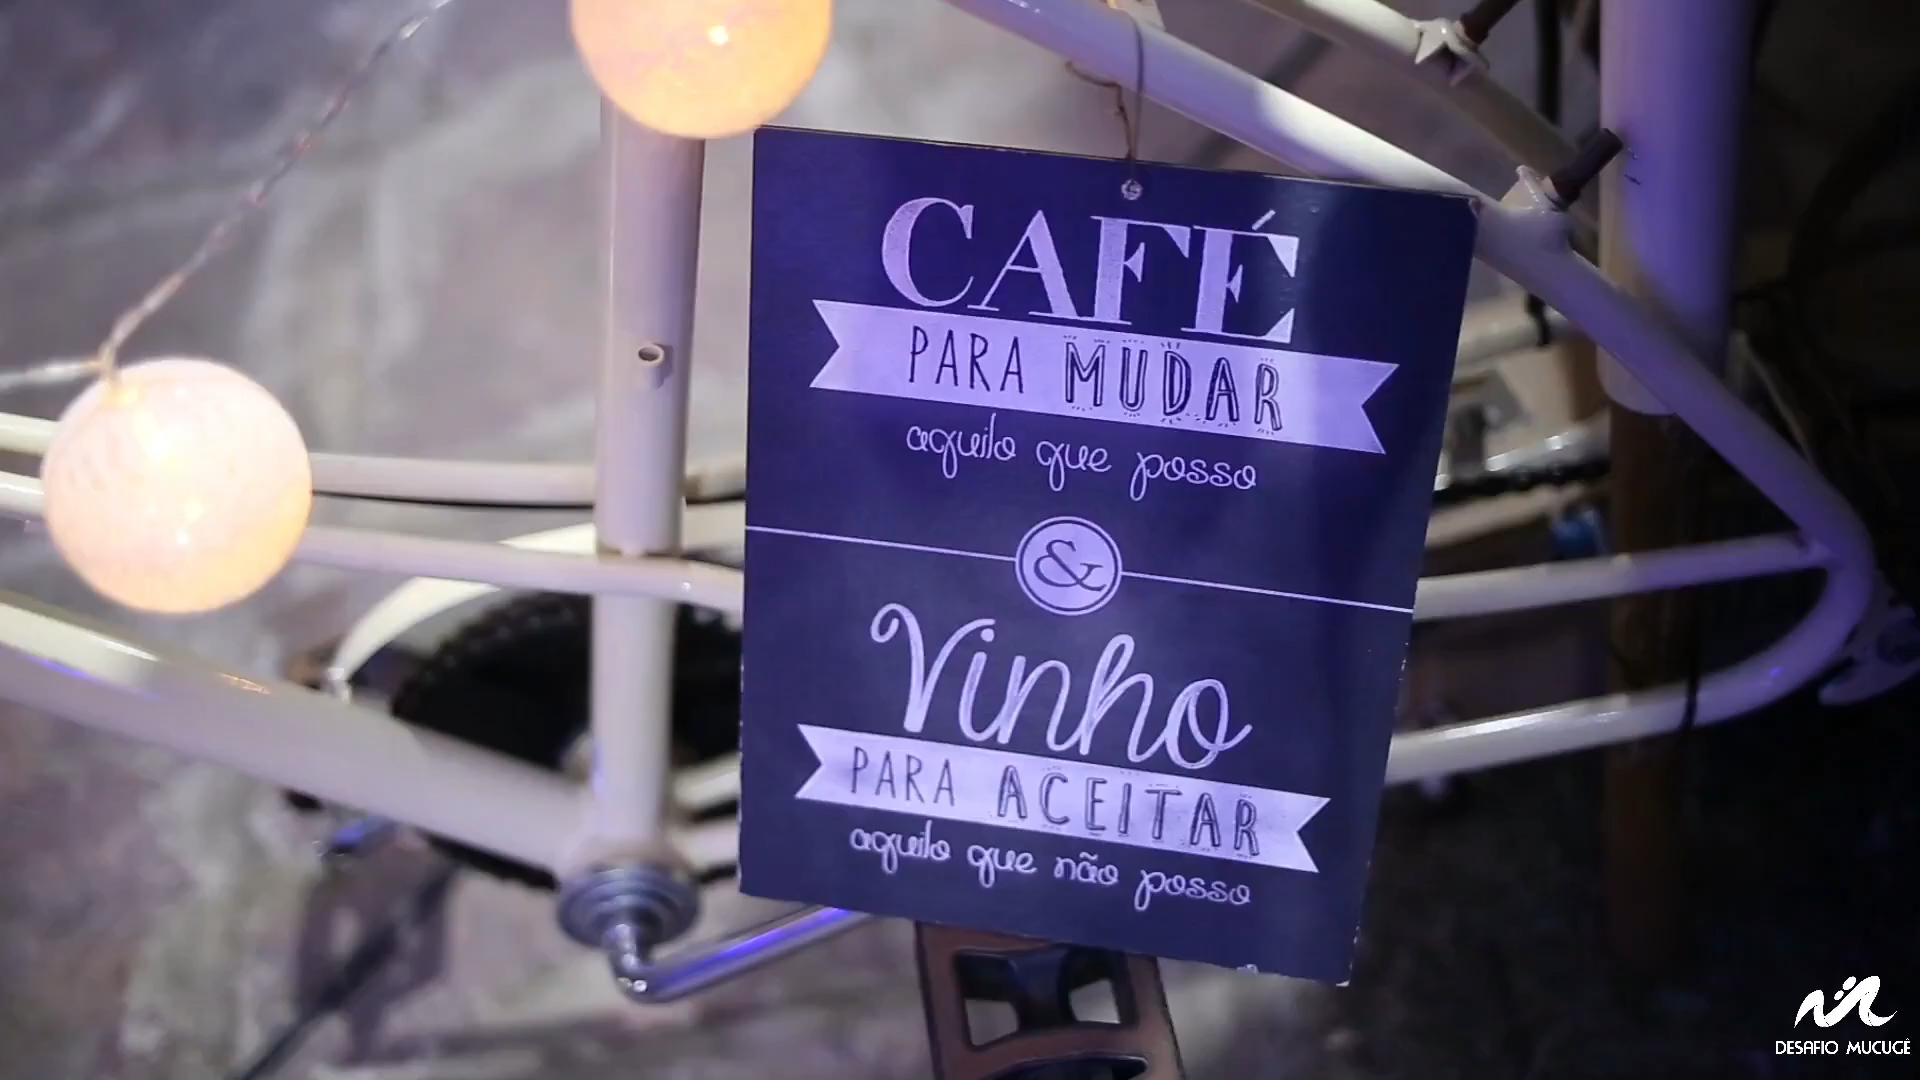 CAFÉ
PARA MUDAR
aquilo que posso
&
Vinho
PARA ACEITAR
aquilo que não posso
DESAFIO MUCUGÊ